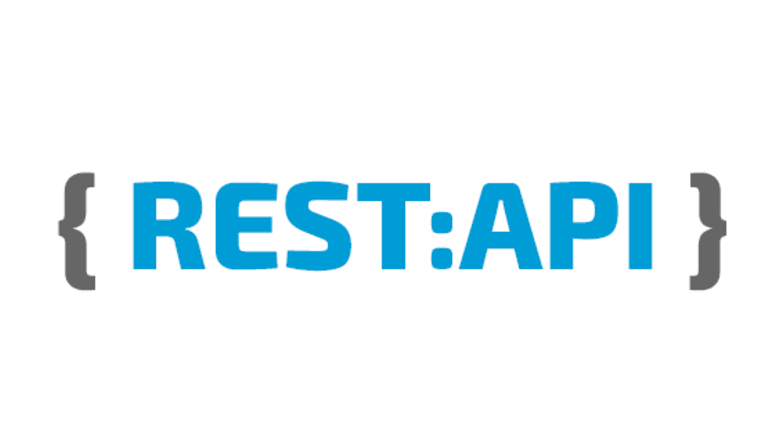 { REST:API }